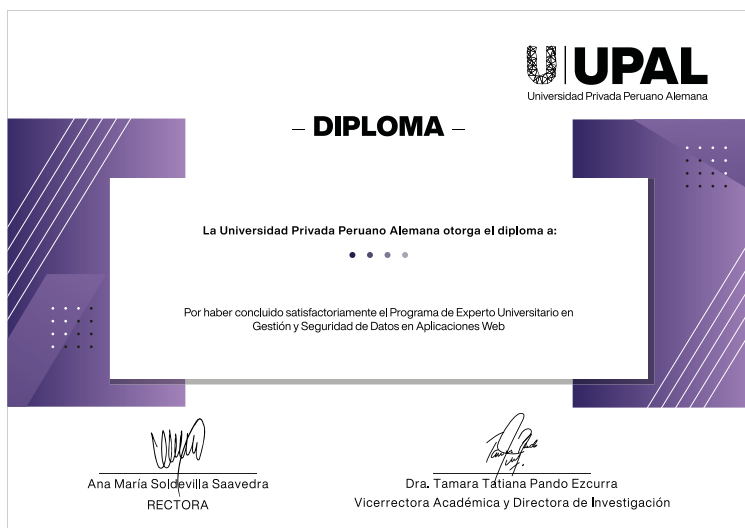 UPAL
Universidad Privada Peruano Alemana
– DIPLOMA –
La Universidad Privada Peruano Alemana otorga el diploma a:
Por haber concluido satisfactoriamente el Programa de Experto Universitario en
Gestión y Seguridad de Datos en Aplicaciones Web
Ana María Soldevilla Saavedra
RECTORA
Dra. Tamara Tatiana Pando Ezcurra
Vicerrectora Académica y Directora de Investigación